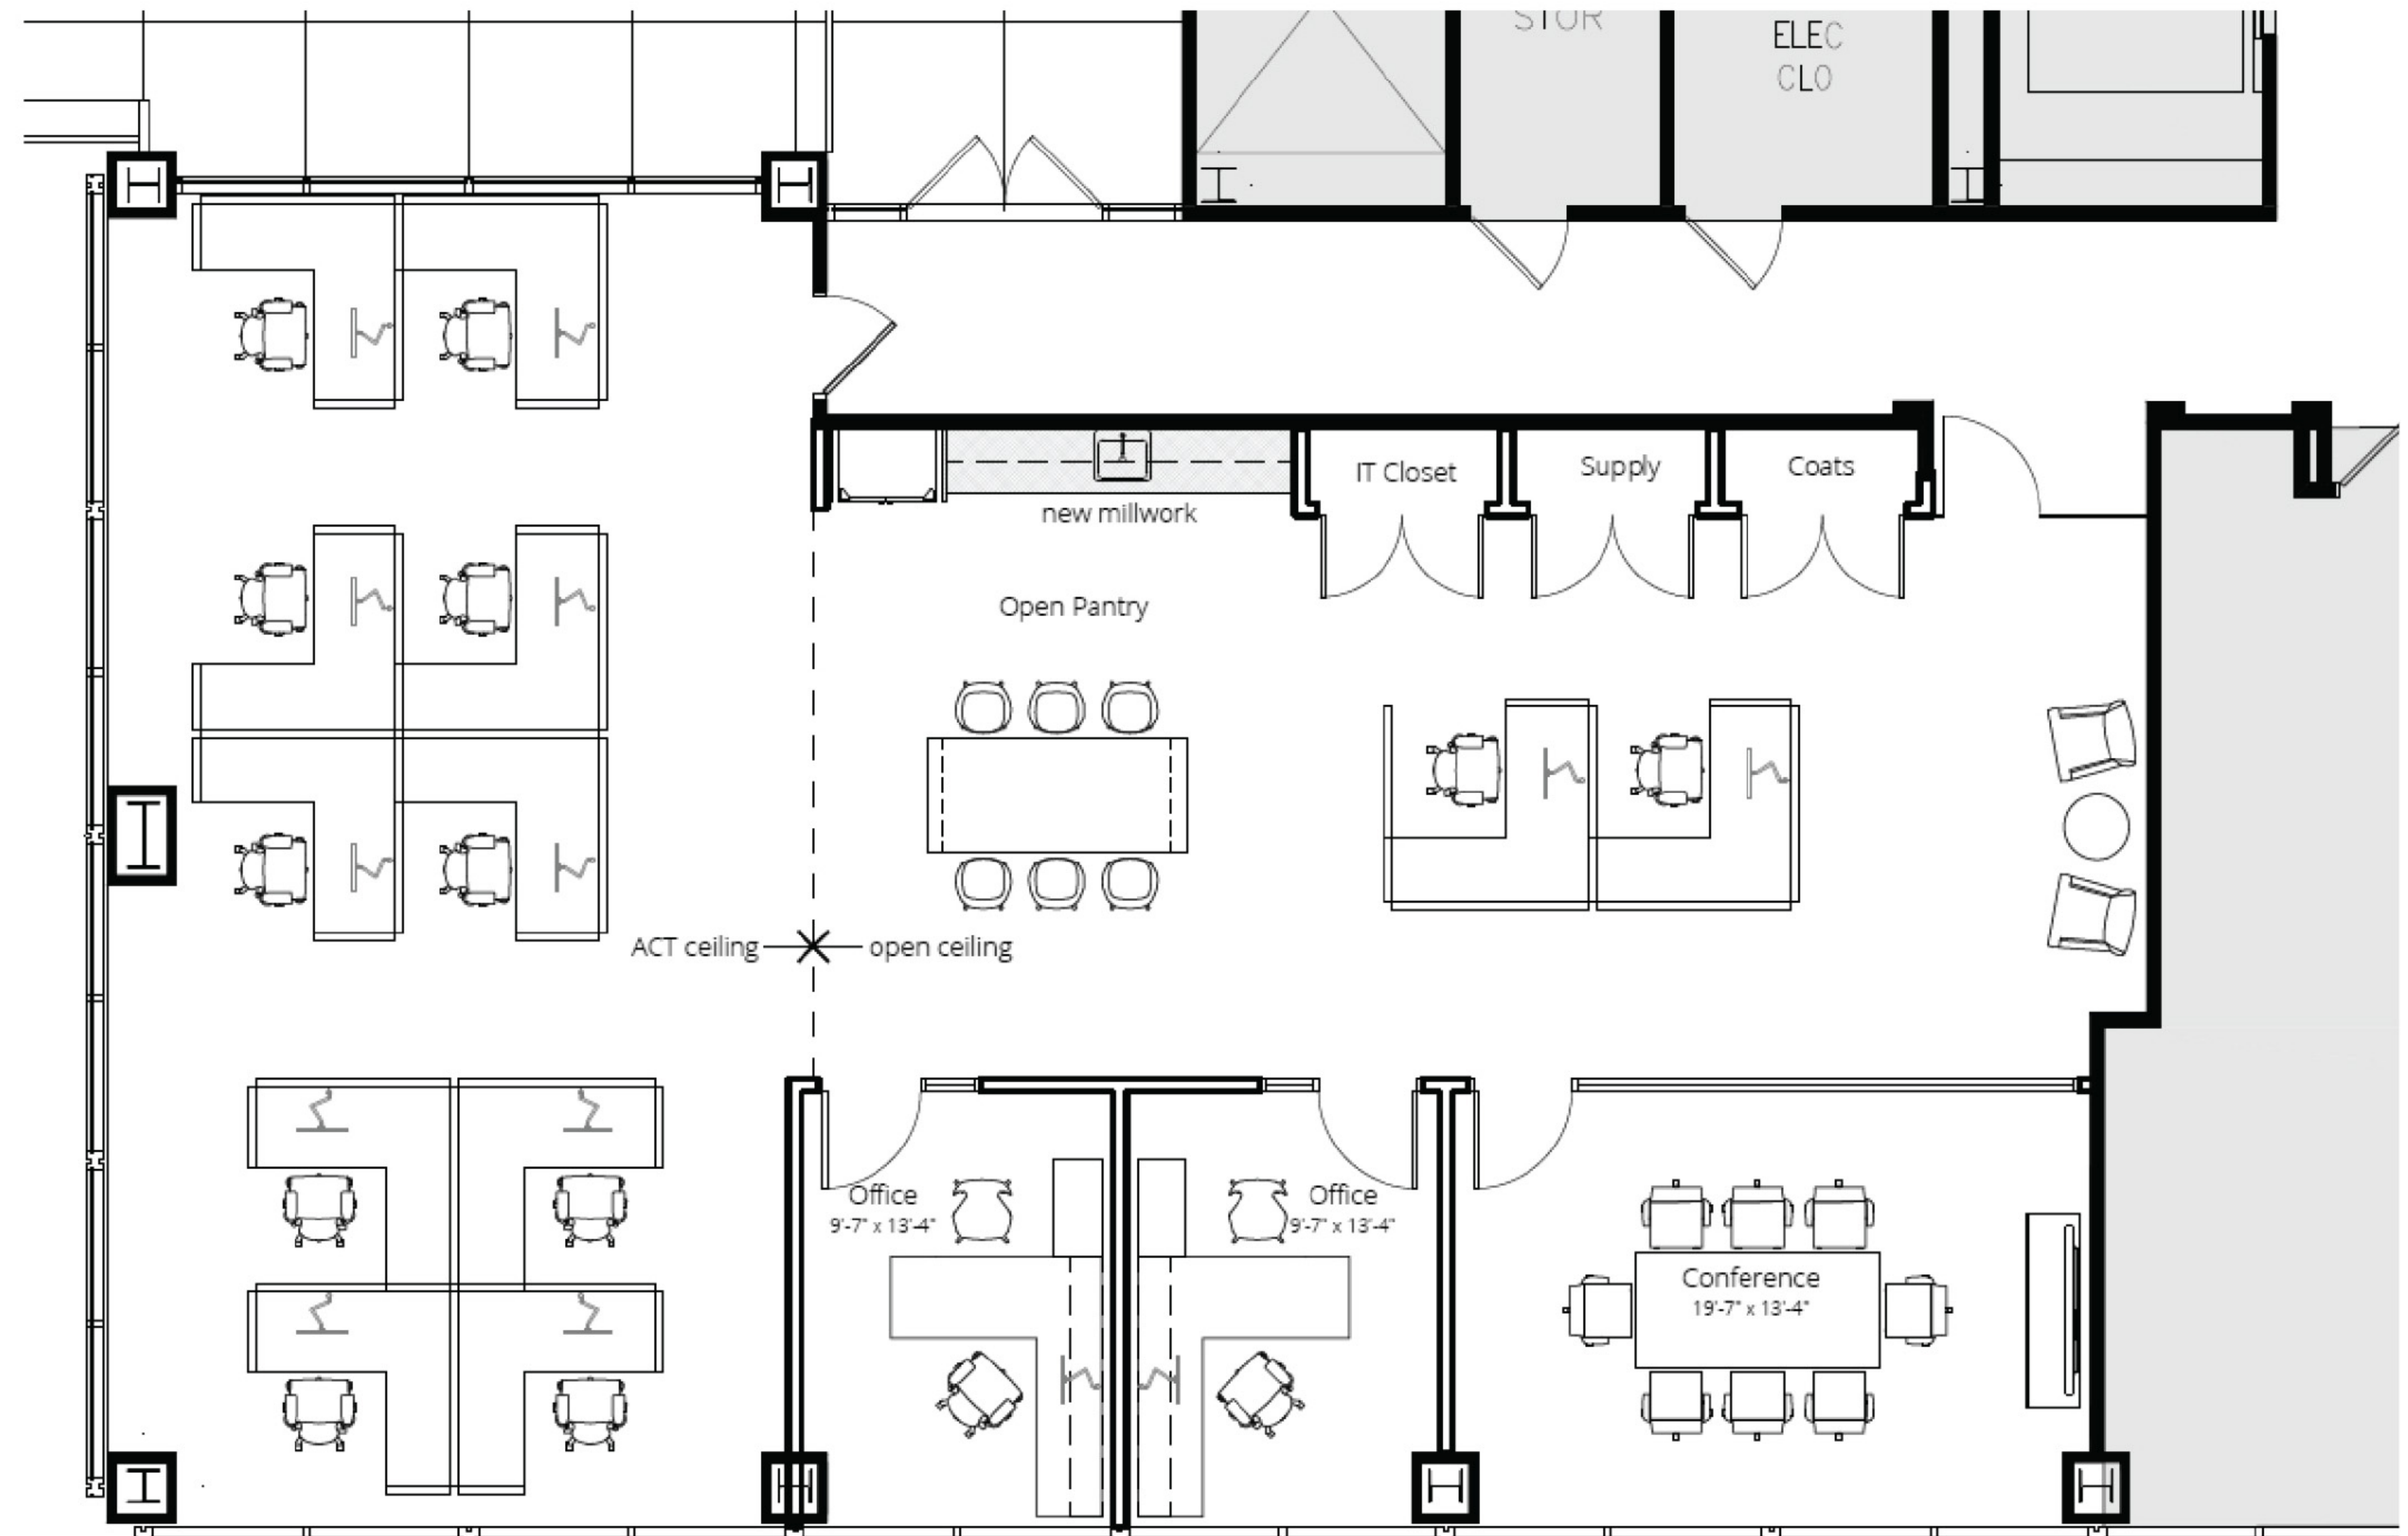 STOR
ELEC
CLO
IT Closet
Supply
Coats
new millwork
Open Pantry
ACT ceiling
open ceiling
Office
9'-7" x 13'-4"
Office
9'-7" x 13'-4"
Conference
19'-7" x 13'-4"